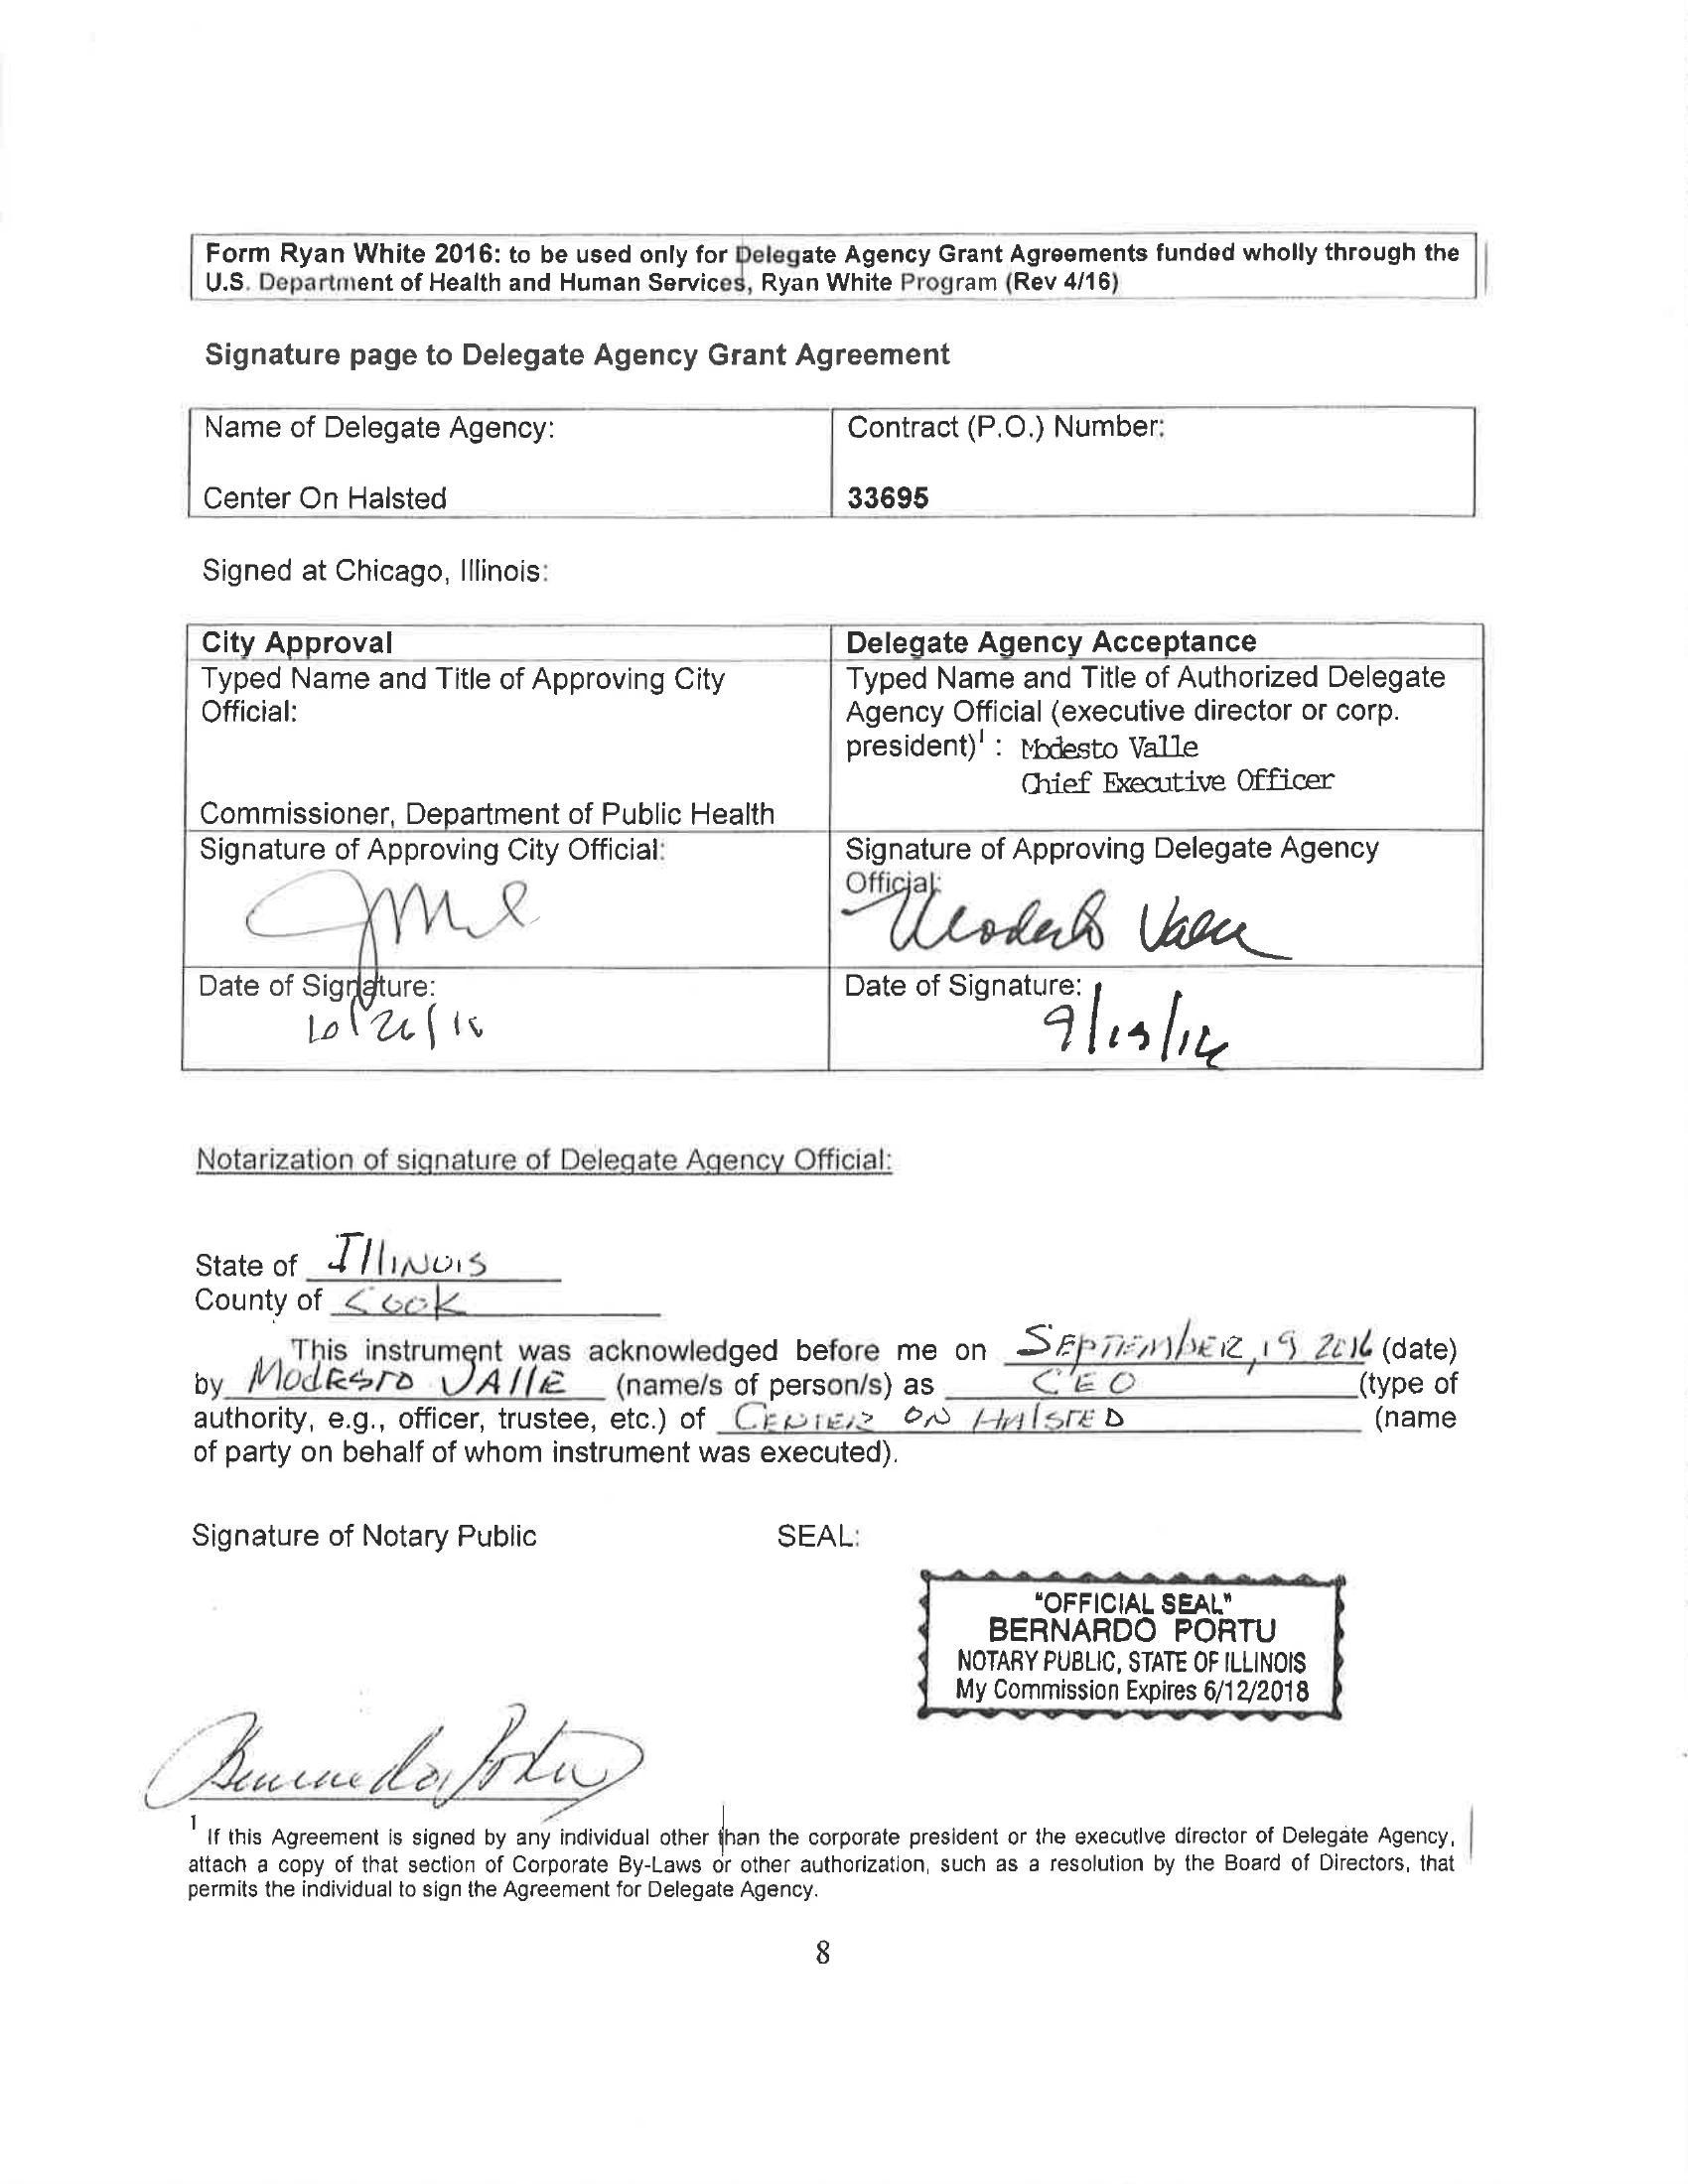 Form Ryan White 2016: to be used only for Delegate Agency Grant Agreements funded wholly through the
U.S. Department of Health and Human Services, Ryan White Program (Rev 4/16)
Signature page to Delegate Agency Grant Agreement
Name of Delegate Agency:
Center On Halsted
Contract (P.O.) Number:
33695
Signed at Chicago, Illinois:
City Approval
Typed Name and Title of Approving City
Official:
Commissioner, Department of Public Health
Delegate Agency Acceptance
Typed Name and Title of Authorized Delegate
Agency Official (executive director or corp.
president)¹ : Modesto Valle
Chief Executive Officer
Signature of Approving City Official:
Signature of Approving Delegate Agency
Official:
Modesto Valle
Date of Signature:
10/26/16
Date of Signature:
9/19/16
Notarization of signature of Delegate Agency Official:
State of Illinois
County of Cook
This instrument was acknowledged before me on September, 19 2016 (date)
by Modesto Valle (name/s of person/s) as CEO (type of
authority, e.g., officer, trustee, etc.) of Center on Halsted (name
of party on behalf of whom instrument was executed).
Signature of Notary Public
SEAL:
"OFFICIAL SEAL"
BERNARDO PORTU
NOTARY PUBLIC, STATE OF ILLINOIS
My Commission Expires 6/12/2018
Bernardo Portu
¹ If this Agreement is signed by any individual other than the corporate president or the executive director of Delegate Agency,
attach a copy of that section of Corporate By-Laws or other authorization, such as a resolution by the Board of Directors, that
permits the individual to sign the Agreement for Delegate Agency.
8